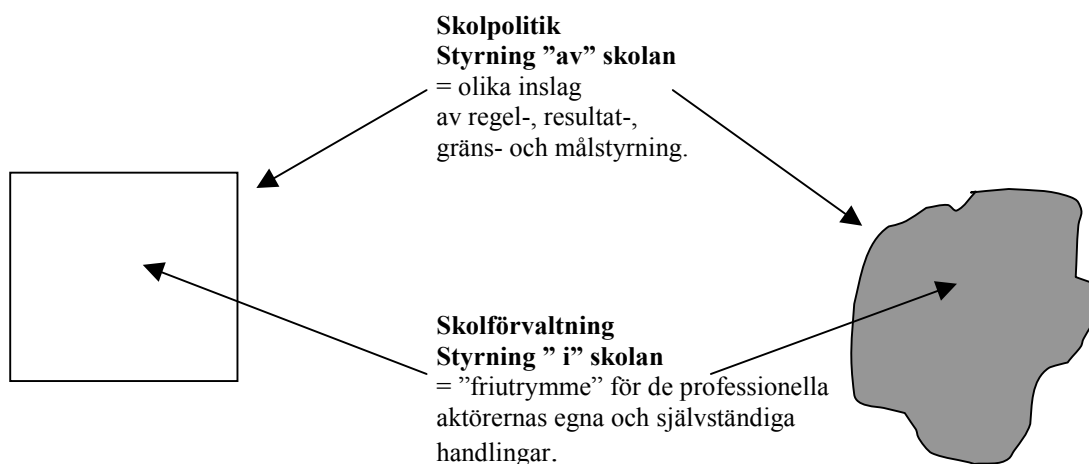 Skolpolitik
Styrning ”av” skolan
= olika inslag
av regel-, resultat-,
gräns- och målstyrning.
Skolförvaltning
Styrning ” i” skolan
= ”friutrymme” för de professionella
aktörernas egna och självständiga
handlingar.